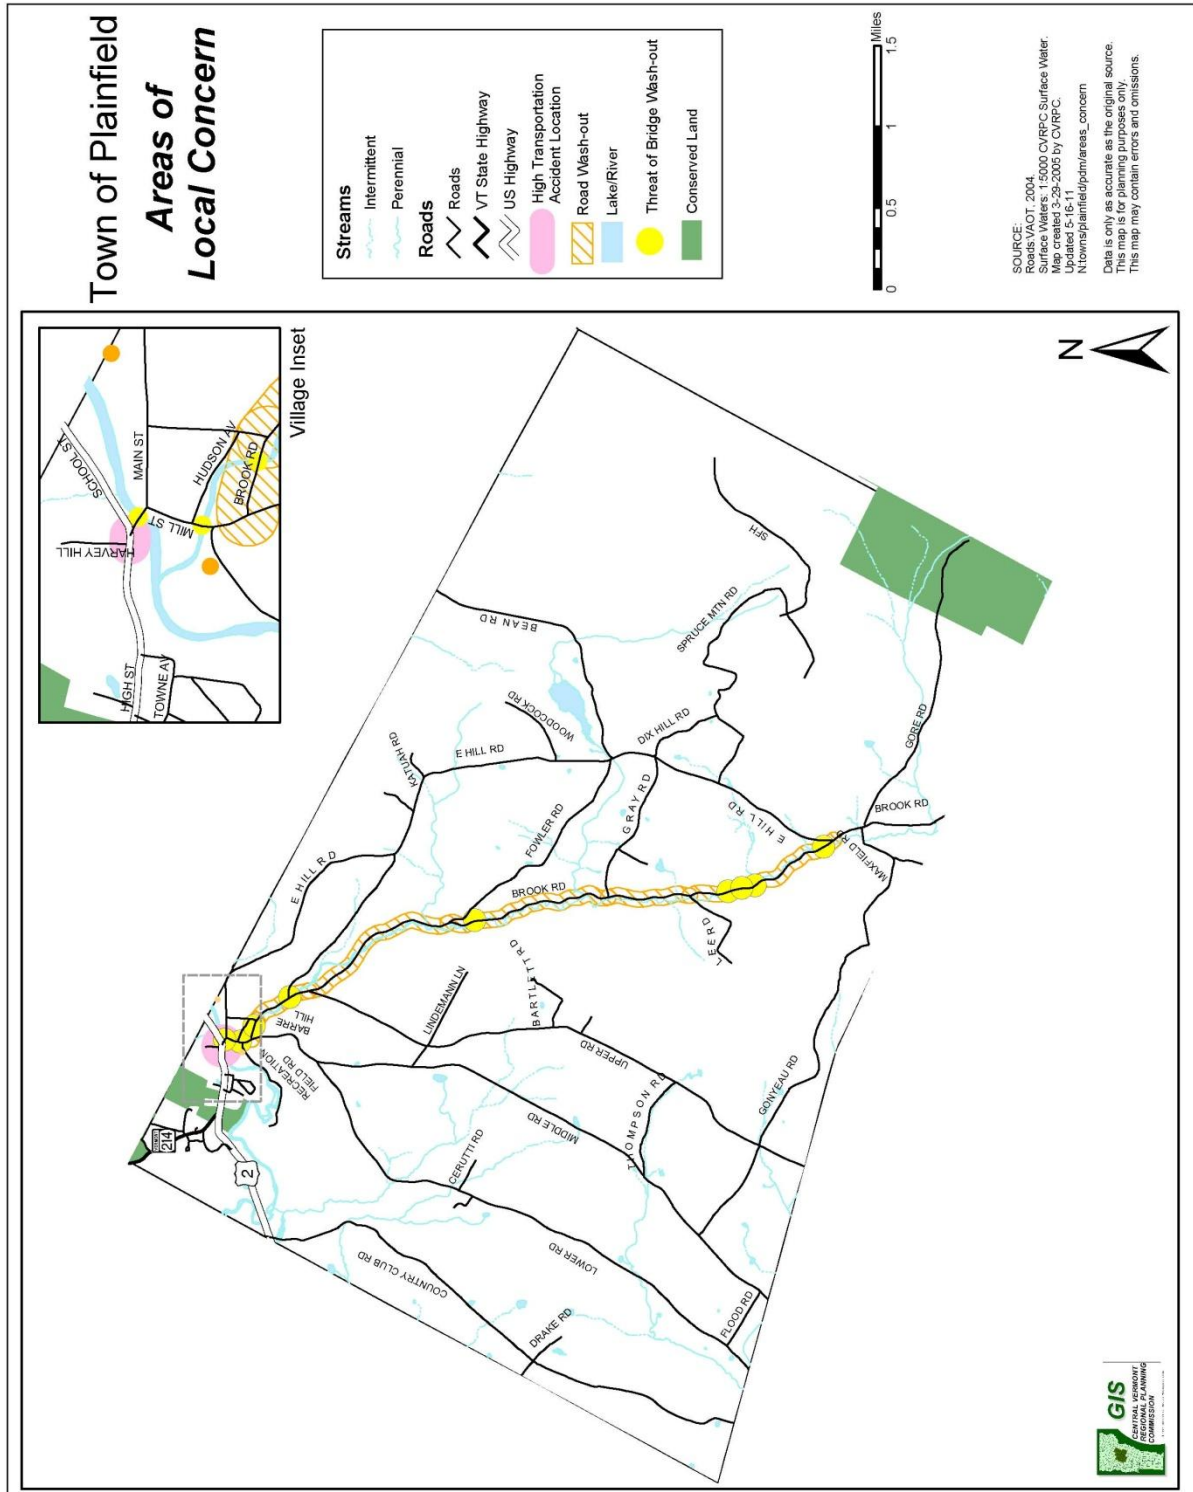 Town of Plainfield
Areas of
Local Concern
Streams
Intermittent
Perennial
Roads
Roads
VT State Highway
US Highway
High Transportation
Accident Location
Road Wash-out
Lake/River
Threat of Bridge Wash-out
Conserved Land
Miles
0
0.5
1
1.5
SOURCE:
Roads:VAOT, 2004.
Surface Waters: 1:5000 CVRPC Surface Water.
Map created 3-29-2005 by CVRPC.
Updated 5-16-11
N:towns/plainfield/pdm/areas_concern
Data is only as accurate as the original source.
This map is for planning purposes only.
This map may contain errors and omissions.
Village Inset
SCHOOL ST
MAIN ST
HARVEY HILL
MILL ST
HUDSON AV
BROOK RD
HIGH ST
TOWNE AV
N
BEAN RD
SFH
SPRUCE MTN RD
WOODCOCK RD
DIX HILL RD
KATUAH RD
E HILL RD
GORE RD
FOWLER RD
GRAY RD
E HILL RD
BROOK RD
E HILL RD
BROOK RD
MAXFIELD RD
LEE RD
BARRE
HILL
LINDEMANN LN
BARTLETT RD
RECREATION
FIELD RD
UPPER RD
MIDDLE RD
THOMPSON RD
GONYEAU RD
VERMONT
214
2
CERUTTI RD
LOWER RD
COUNTRY CLUB RD
DRAKE RD
FLOOD RD
GIS
CENTRAL VERMONT
REGIONAL PLANNING
COMMISSION